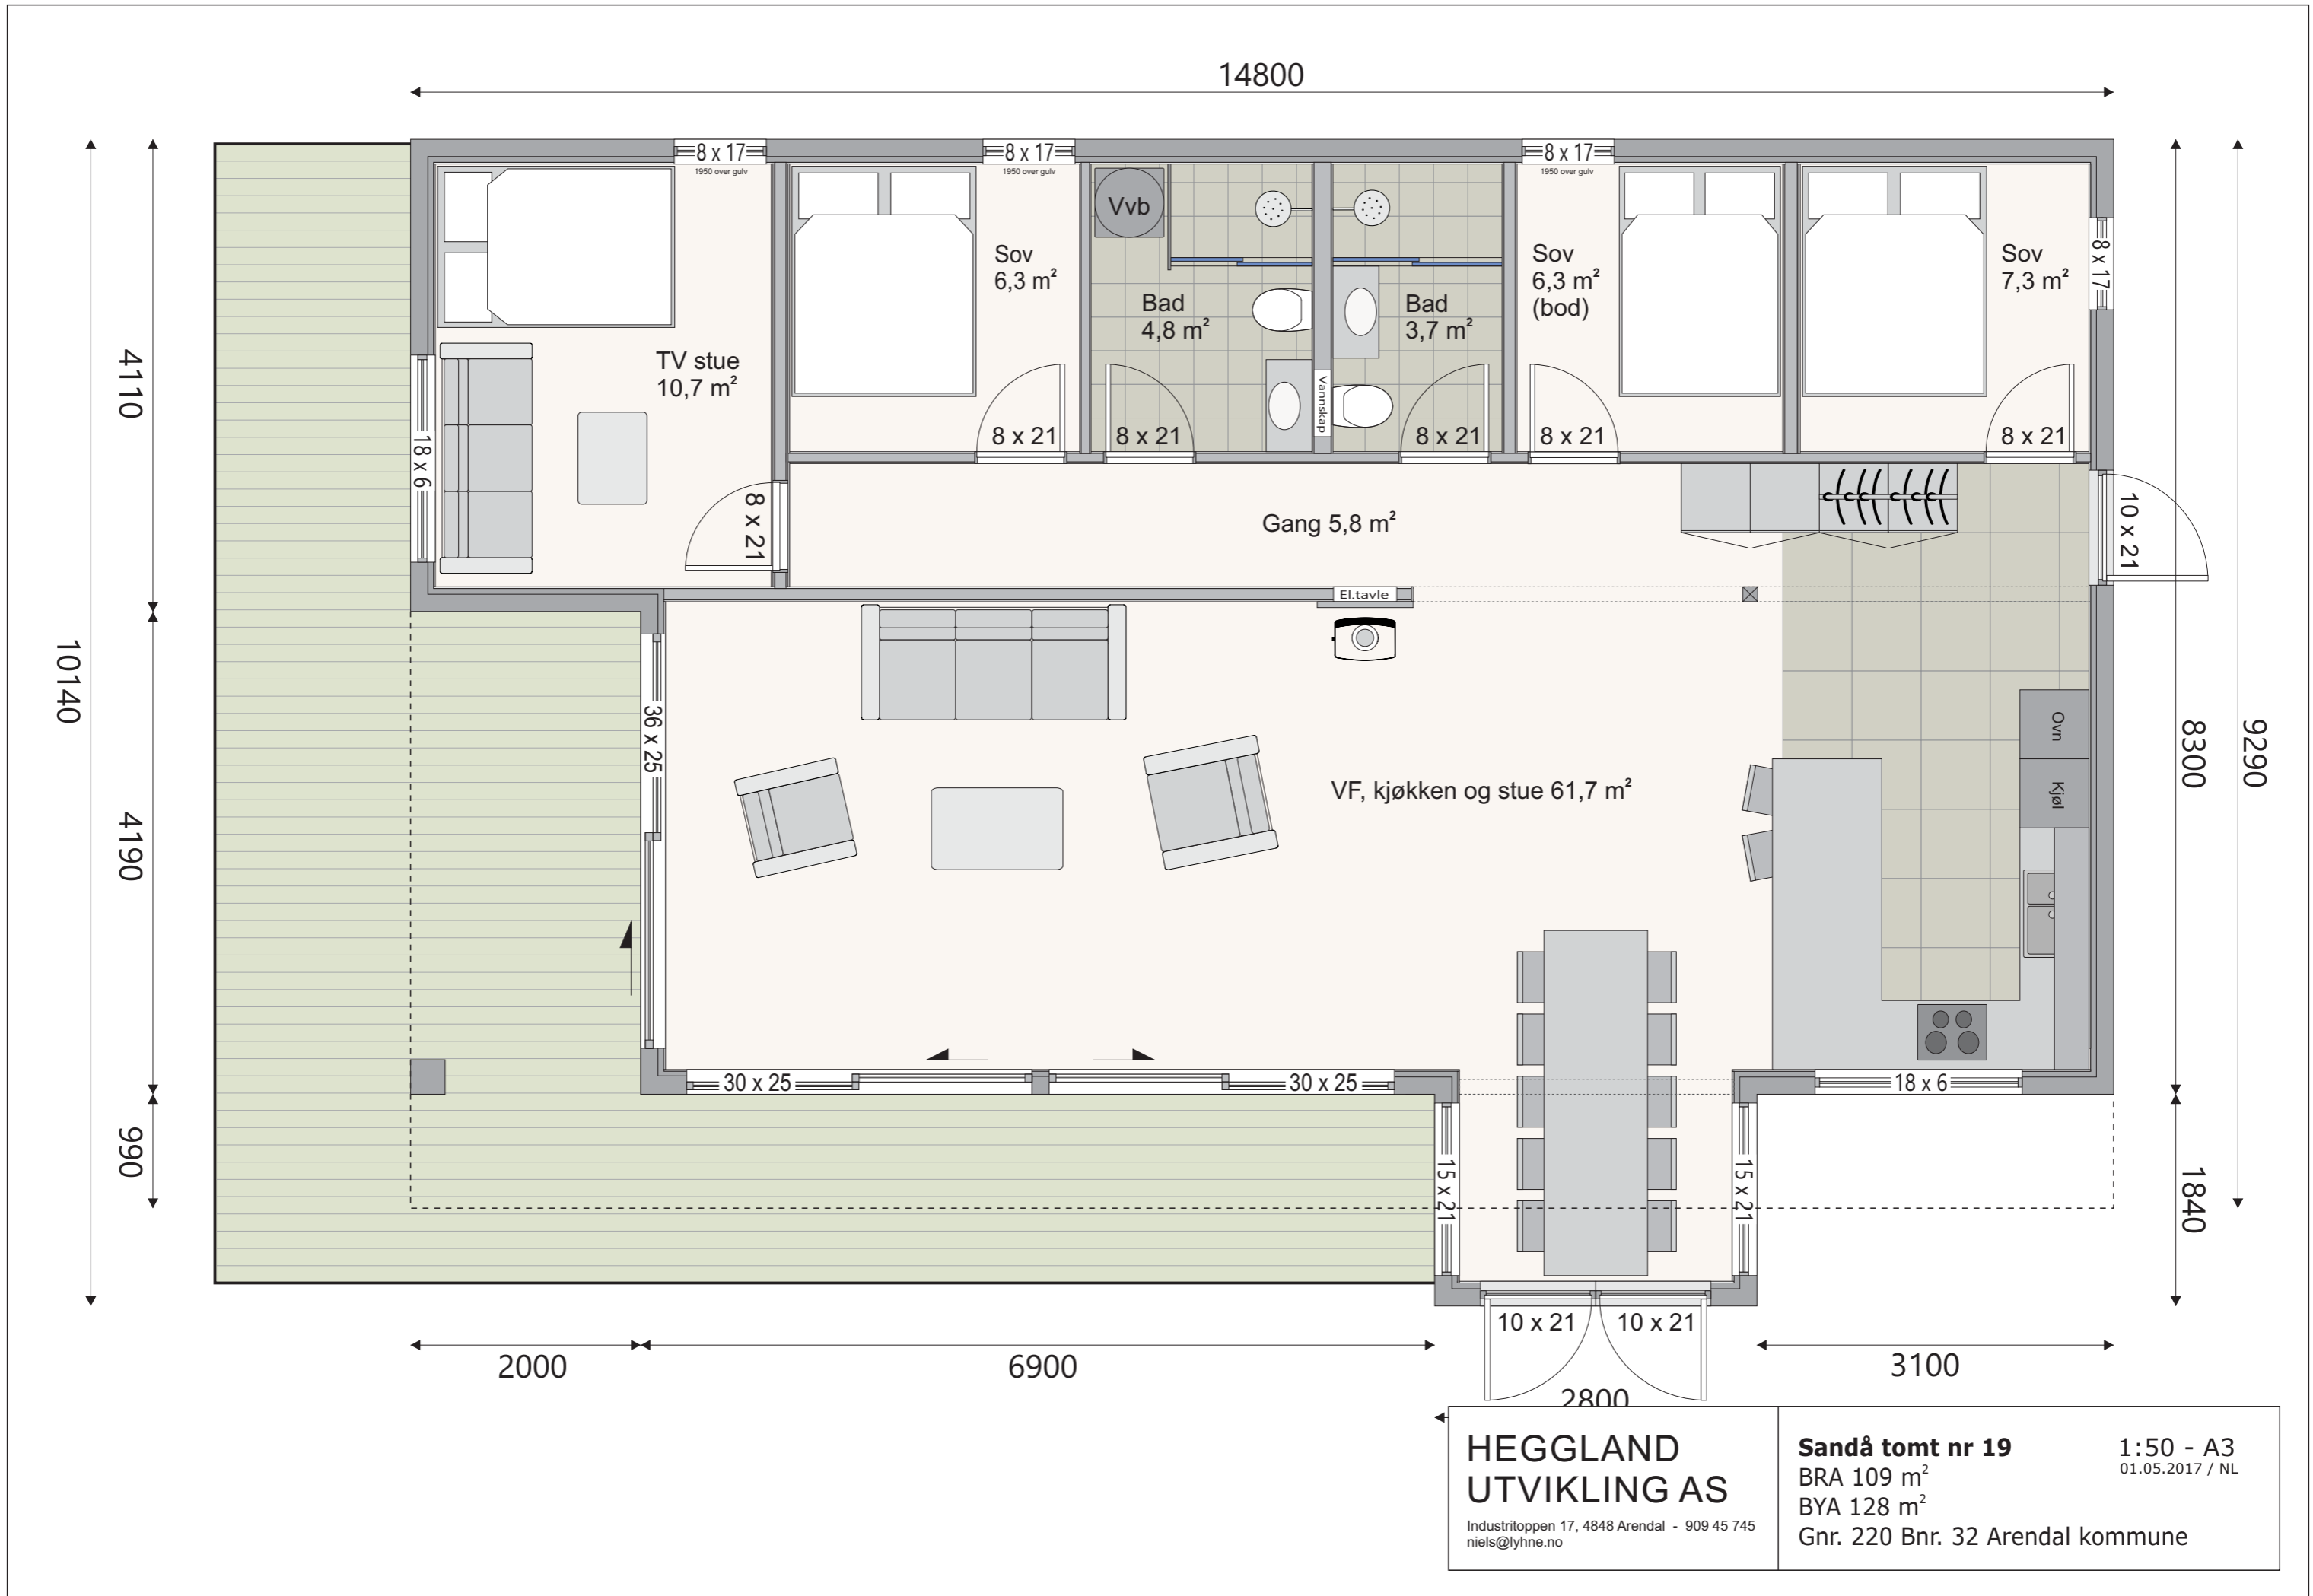 14800
8 x 17
1950 over gulv
8 x 17
1950 over gulv
8 x 17
1950 over gulv
Vvb
Sov
6,3 m²
Bad
4,8 m²
Bad
3,7 m²
Sov
6,3 m²
(bod)
Sov
7,3 m²
8 x 17
TV stue
10,7 m²
18 x 6
Vannskap
8 x 21
8 x 21
8 x 21
8 x 21
8 x 21
8 x 21
Gang 5,8 m²
10 x 21
El.tavle
4110
10140
4190
990
36 x 25
VF, kjøkken og stue 61,7 m²
Ovn
Kjøl
8300
9290
1840
30 x 25
30 x 25
18 x 6
15 x 21
15 x 21
10 x 21
10 x 21
2000
6900
3100
2800
HEGGLAND
UTVIKLING AS
Industritoppen 17, 4848 Arendal - 909 45 745
niels@lyhne.no
Sandå tomt nr 19
1:50 - A3
01.05.2017 / NL
BRA 109 m²
BYA 128 m²
Gnr. 220 Bnr. 32 Arendal kommune